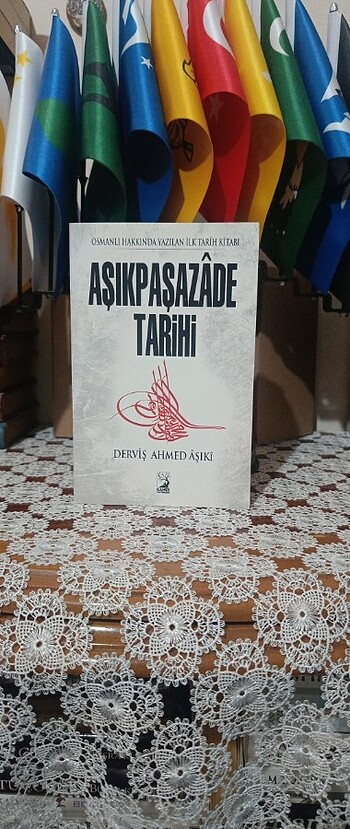 OSMANLI HAKKINDA YAZILAN İLK TARİH KİTABI
AŞIKPAŞAZÂDE
TARİHİ
DERVİŞ AHMED ÂŞIKÎ